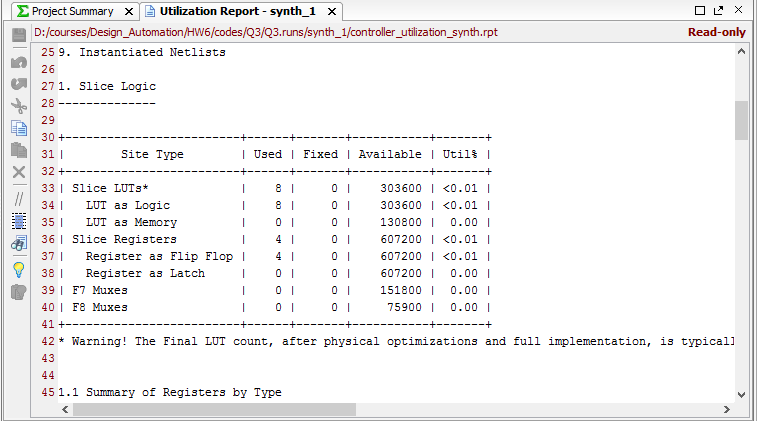 Project Summary × Utilization Report - synth_1 ×
D:/courses/Design_Automation/HW6/codes/Q3/Q3.runs/synth_1/controller_utilization_synth.rpt Read-only
25 9. Instantiated Netlists
26
27 1. Slice Logic
28 --------------
29
30 +-------------------------+------+-------+-----------+-------+
31 |        Site Type        | Used | Fixed | Available | Util% |
32 +-------------------------+------+-------+-----------+-------+
33 | Slice LUTs*             |    8 |     0 |    303600 | <0.01 |
34 |   LUT as Logic          |    8 |     0 |    303600 | <0.01 |
35 |   LUT as Memory         |    0 |     0 |    130800 |  0.00 |
36 | Slice Registers         |    4 |     0 |    607200 | <0.01 |
37 |   Register as Flip Flop |    4 |     0 |    607200 | <0.01 |
38 |   Register as Latch     |    0 |     0 |    607200 |  0.00 |
39 | F7 Muxes                |    0 |     0 |    151800 |  0.00 |
40 | F8 Muxes                |    0 |     0 |     75900 |  0.00 |
41 +-------------------------+------+-------+-----------+-------+
42 * Warning! The Final LUT count, after physical optimizations and full implementation, is typicall
43
44
45 1.1 Summary of Registers by Type